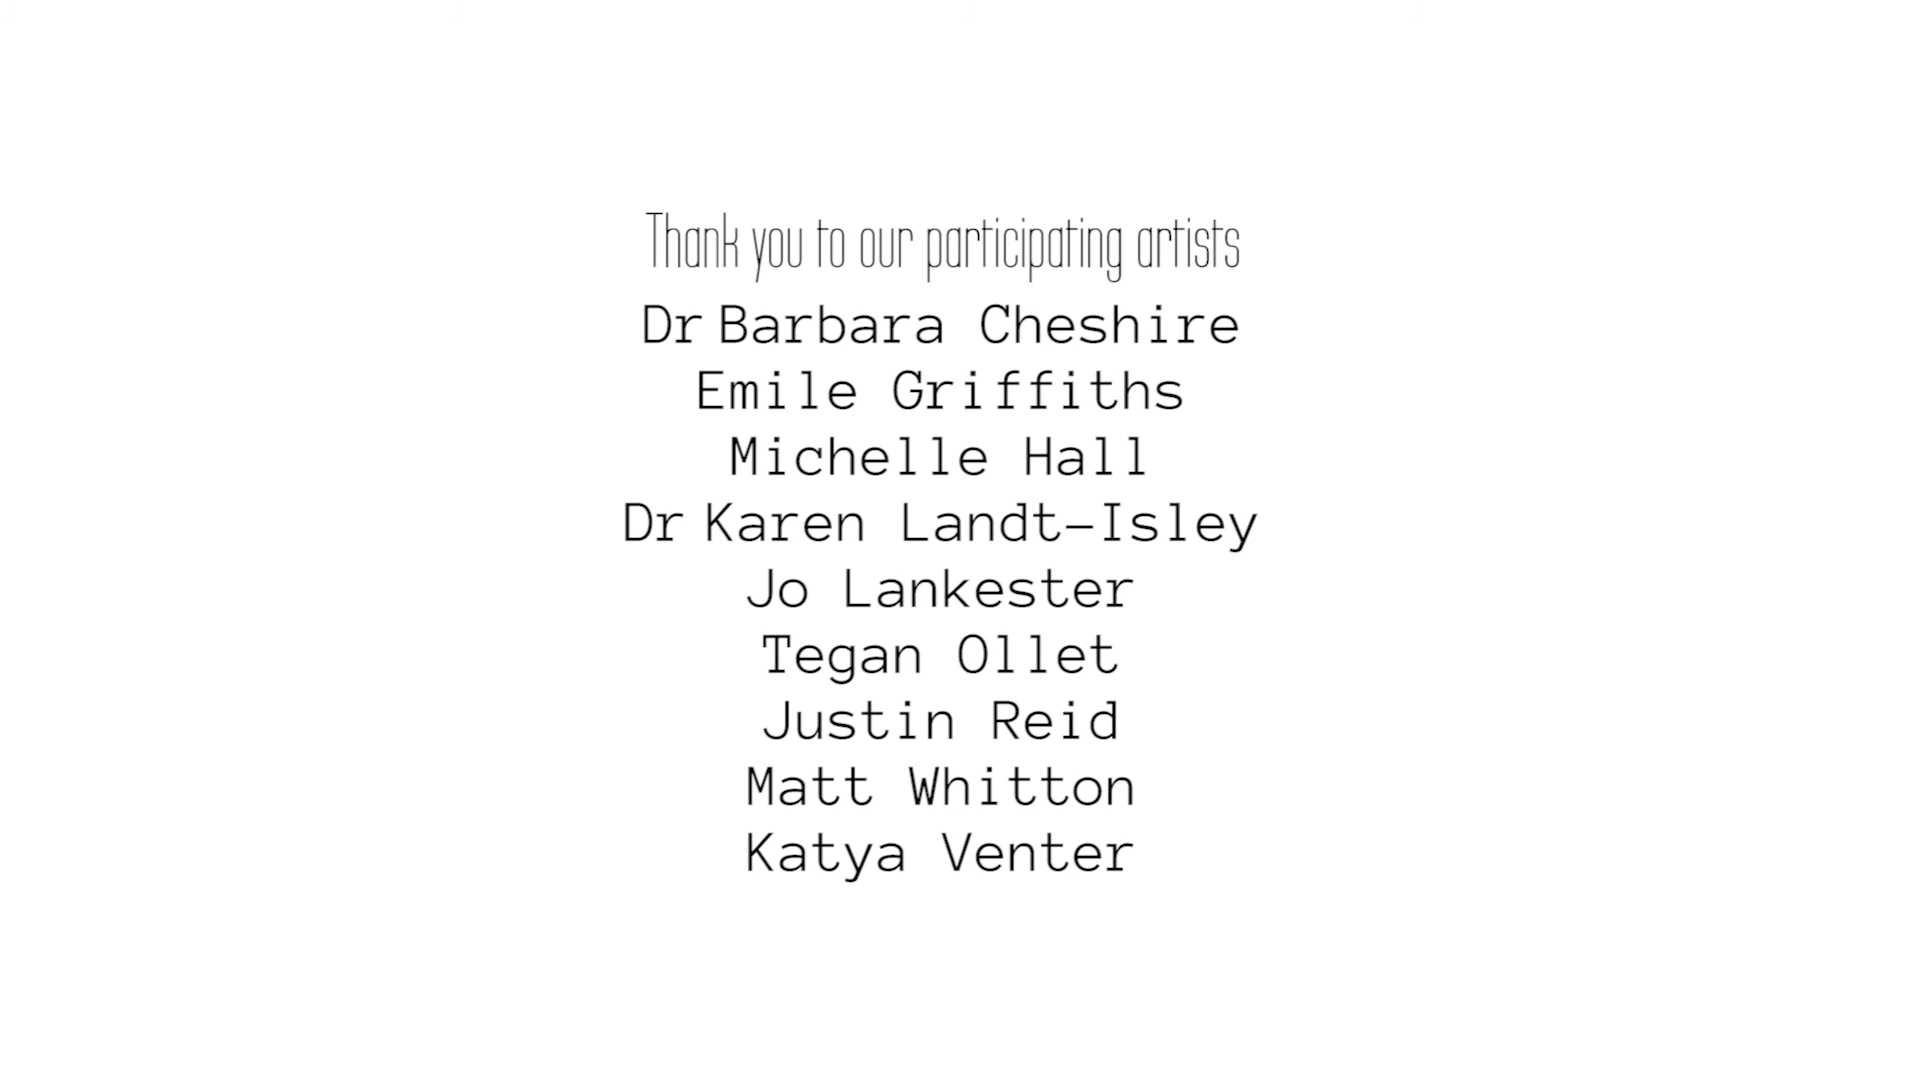 Thank you to our participating artists
Dr Barbara Cheshire
Emile Griffiths
Michelle Hall
Dr Karen Landt-Isley
Jo Lankester
Tegan Ollet
Justin Reid
Matt Whitton
Katya Venter